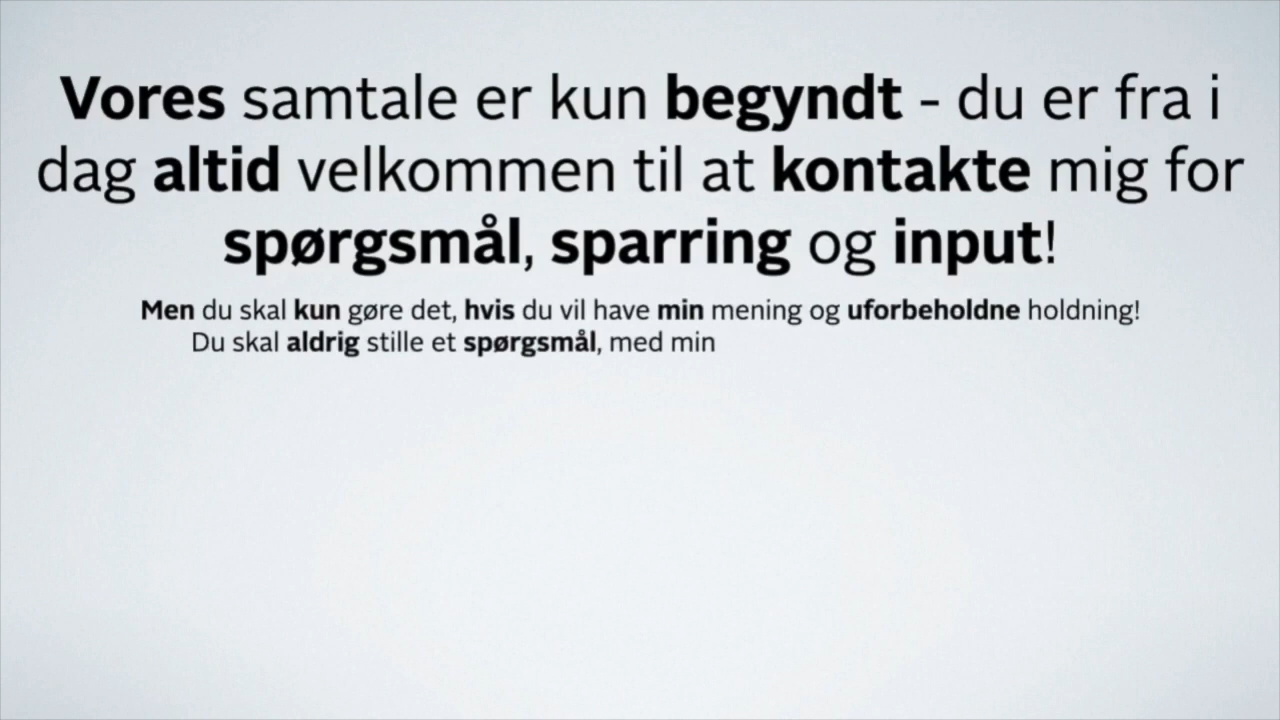 Vores samtale er kun begyndt - du er fra i
dag altid velkommen til at kontakte mig for
spørgsmål, sparring og input!
Men du skal kun gøre det, hvis du vil have min mening og uforbeholdne holdning!
Du skal aldrig stille et spørgsmål, med min